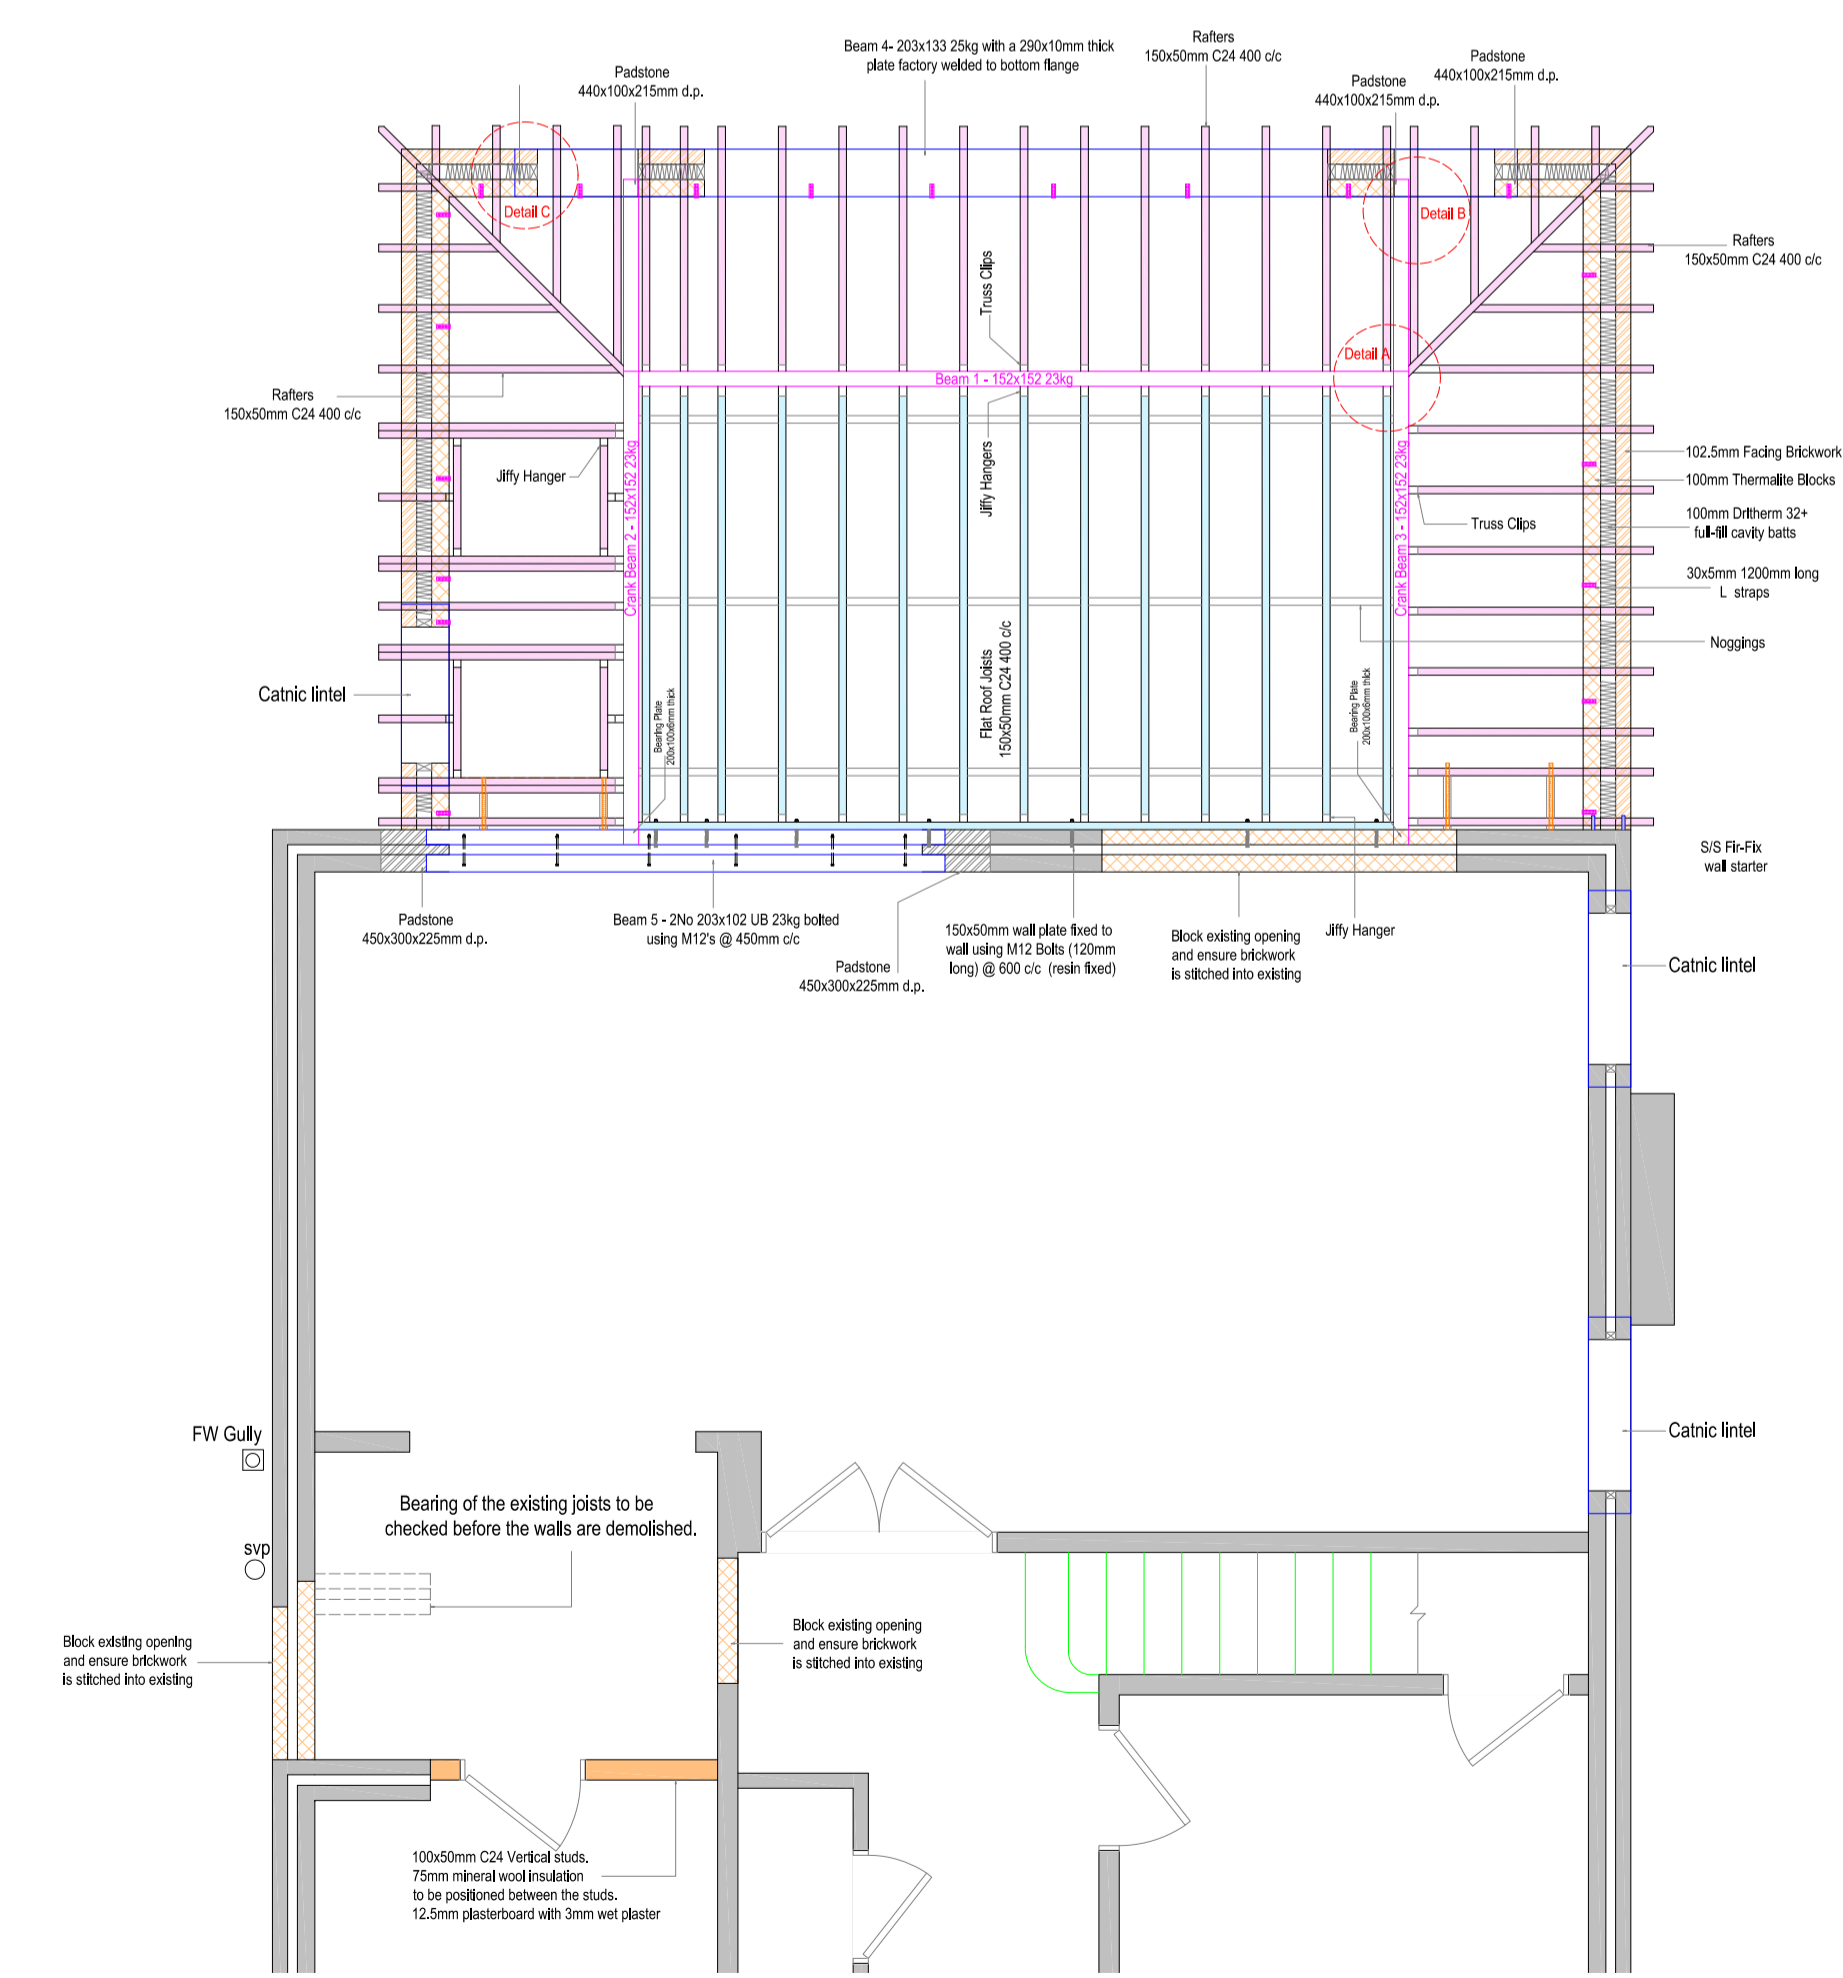 Beam 4- 203x133 25kg with a 290x10mm thick
plate factory welded to bottom flange
Rafters
150x50mm C24 400 c/c
Padstone
440x100x215mm d.p.
Padstone
440x100x215mm d.p.
Padstone
440x100x215mm d.p.
Detail C
Detail B
Rafters
150x50mm C24 400 c/c
Truss Clips
Detail A
Beam 1 - 152x152 23kg
Rafters
150x50mm C24 400 c/c
Jiffy Hanger
Crank Beam 2 - 152x152 23kg
Jiffy Hangers
Crank Beam 3 - 152x152 23kg
102.5mm Facing Brickwork
100mm Thermalite Blocks
Truss Clips
100mm Dritherm 32+
full-fill cavity batts
30x5mm 1200mm long
L straps
Noggings
Catnic lintel
Bearing Plate
200x100x6mm thick
Flat Roof Joists
150x50mm C24 400 c/c
Bearing Plate
200x100x6mm thick
S/S Fir-Fix
wall starter
Padstone
450x300x225mm d.p.
Beam 5 - 2No 203x102 UB 23kg bolted
using M12's @ 450mm c/c
Padstone
450x300x225mm d.p.
150x50mm wall plate fixed to
wall using M12 Bolts (120mm
long) @ 600 c/c (resin fixed)
Block existing opening
and ensure brickwork
is stitched into existing
Jiffy Hanger
Catnic lintel
Catnic lintel
FW Gully
Bearing of the existing joists to be
checked before the walls are demolished.
svp
Block existing opening
and ensure brickwork
is stitched into existing
Block existing opening
and ensure brickwork
is stitched into existing
100x50mm C24 Vertical studs.
75mm mineral wool insulation
to be positioned between the studs.
12.5mm plasterboard with 3mm wet plaster